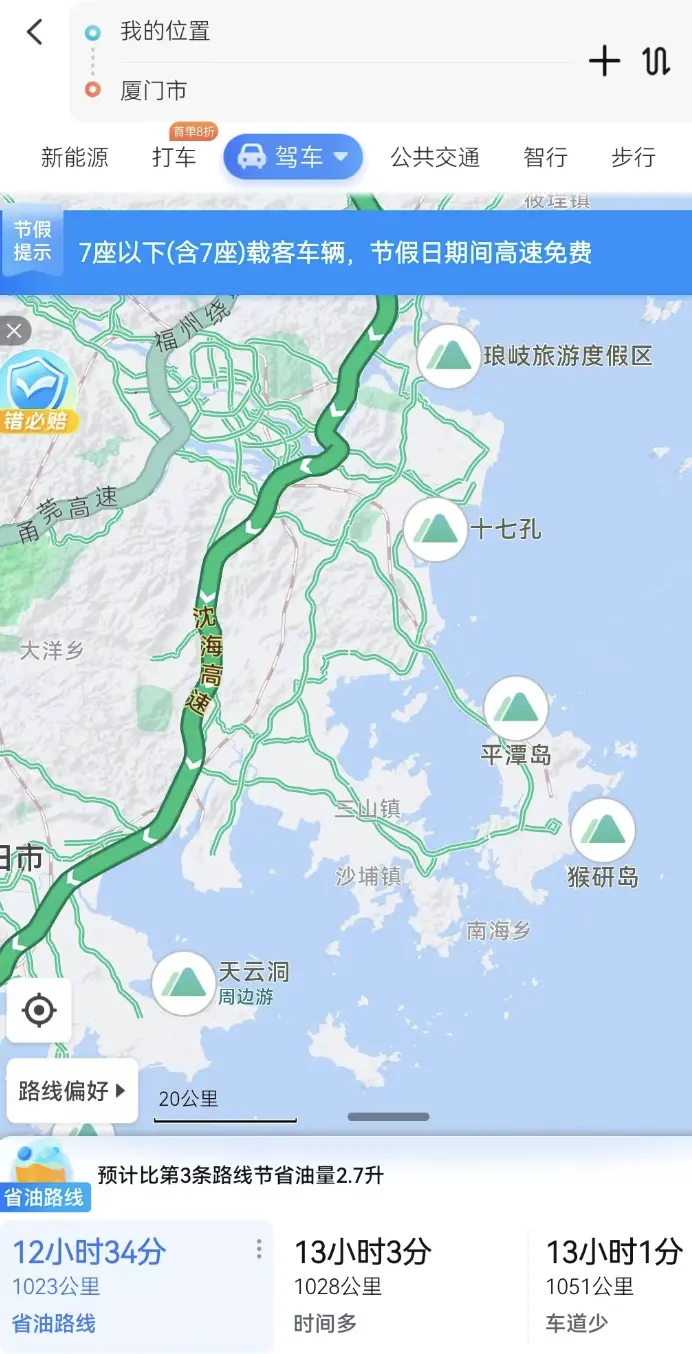 我的位置
厦门市
新能源
打车
首单8折
驾车
公共交通
智行
步行
节假
提示
7座以下(含7座)载客车辆，节假日期间高速免费
福州绕
琅岐旅游度假区
错必赔
甬莞高速
十七孔
沈海高速
大洋乡
平潭岛
三山镇
日市
沙埔镇
猴研岛
南海乡
天云洞
周边游
路线偏好
20公里
预计比第3条路线节省油量2.7升
省油路线
12小时34分
1023公里
省油路线
13小时3分
1028公里
时间多
13小时1分
1051公里
车道少